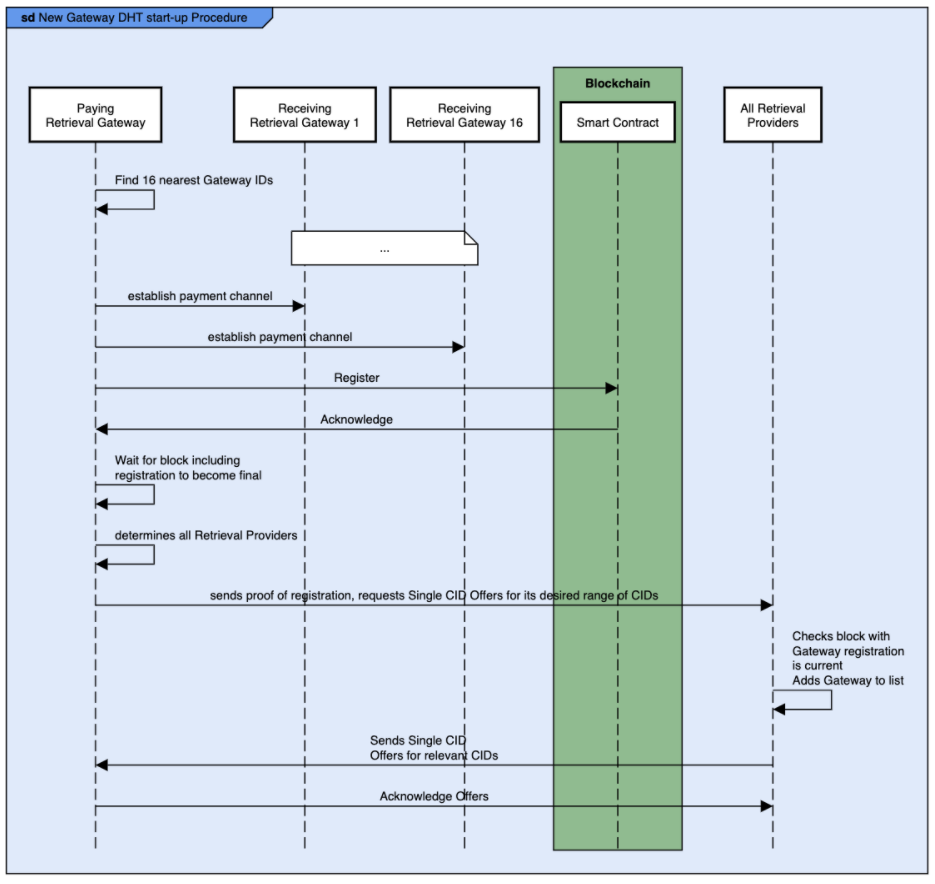 sd New Gateway DHT start-up Procedure
Blockchain
Paying
Retrieval Gateway
Receiving
Retrieval Gateway 1
Receiving
Retrieval Gateway 16
Smart Contract
All Retrieval
Providers
Find 16 nearest Gateway IDs
...
establish payment channel
establish payment channel
Register
Acknowledge
Wait for block including
registration to become final
determines all Retrieval Providers
sends proof of registration, requests Single CID Offers for its desired range of CIDs
Checks block with
Gateway registration
is current
Adds Gateway to list
Sends Single CID
Offers for relevant CIDs
Acknowledge Offers